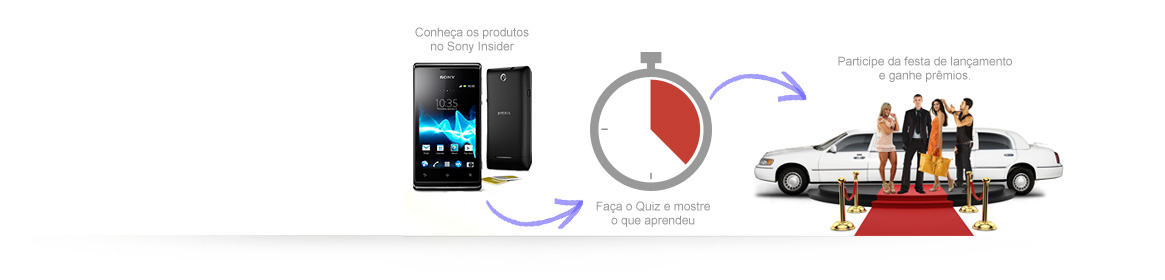 Conheça os produtos
no Sony Insider
SONY
10:35
XPERIA
Faça o Quiz e mostre
o que aprendeu
Participe da festa de lançamento
e ganhe prêmios.